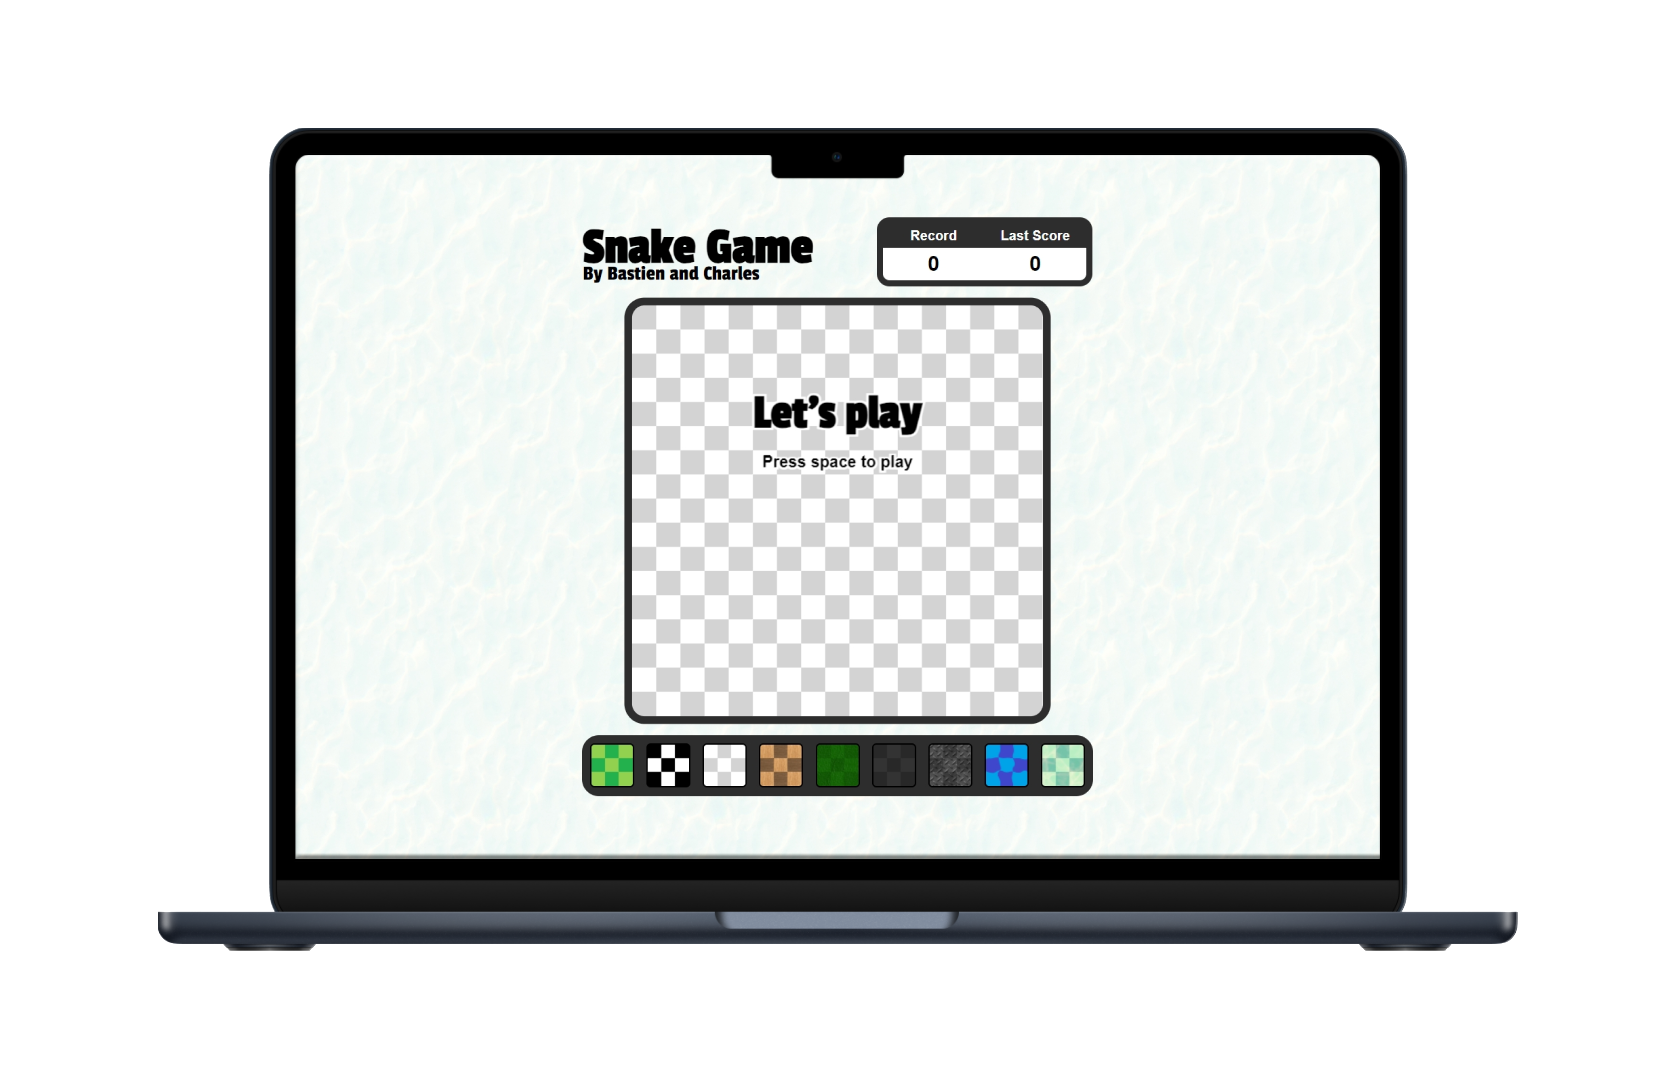 Snake Game
By Bastien and Charles
Record Last Score
0 0
Let's play
Press space to play